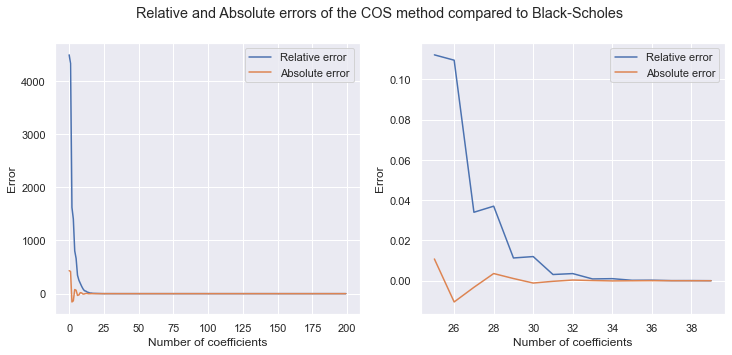 Relative and Absolute errors of the COS method compared to Black-Scholes
Relative error
Absolute error
Error
4000
3000
2000
1000
0
0 25 50 75 100 125 150 175 200
Number of coefficients
Relative error
Absolute error
Error
0.10
0.08
0.06
0.04
0.02
0.00
26 28 30 32 34 36 38
Number of coefficients